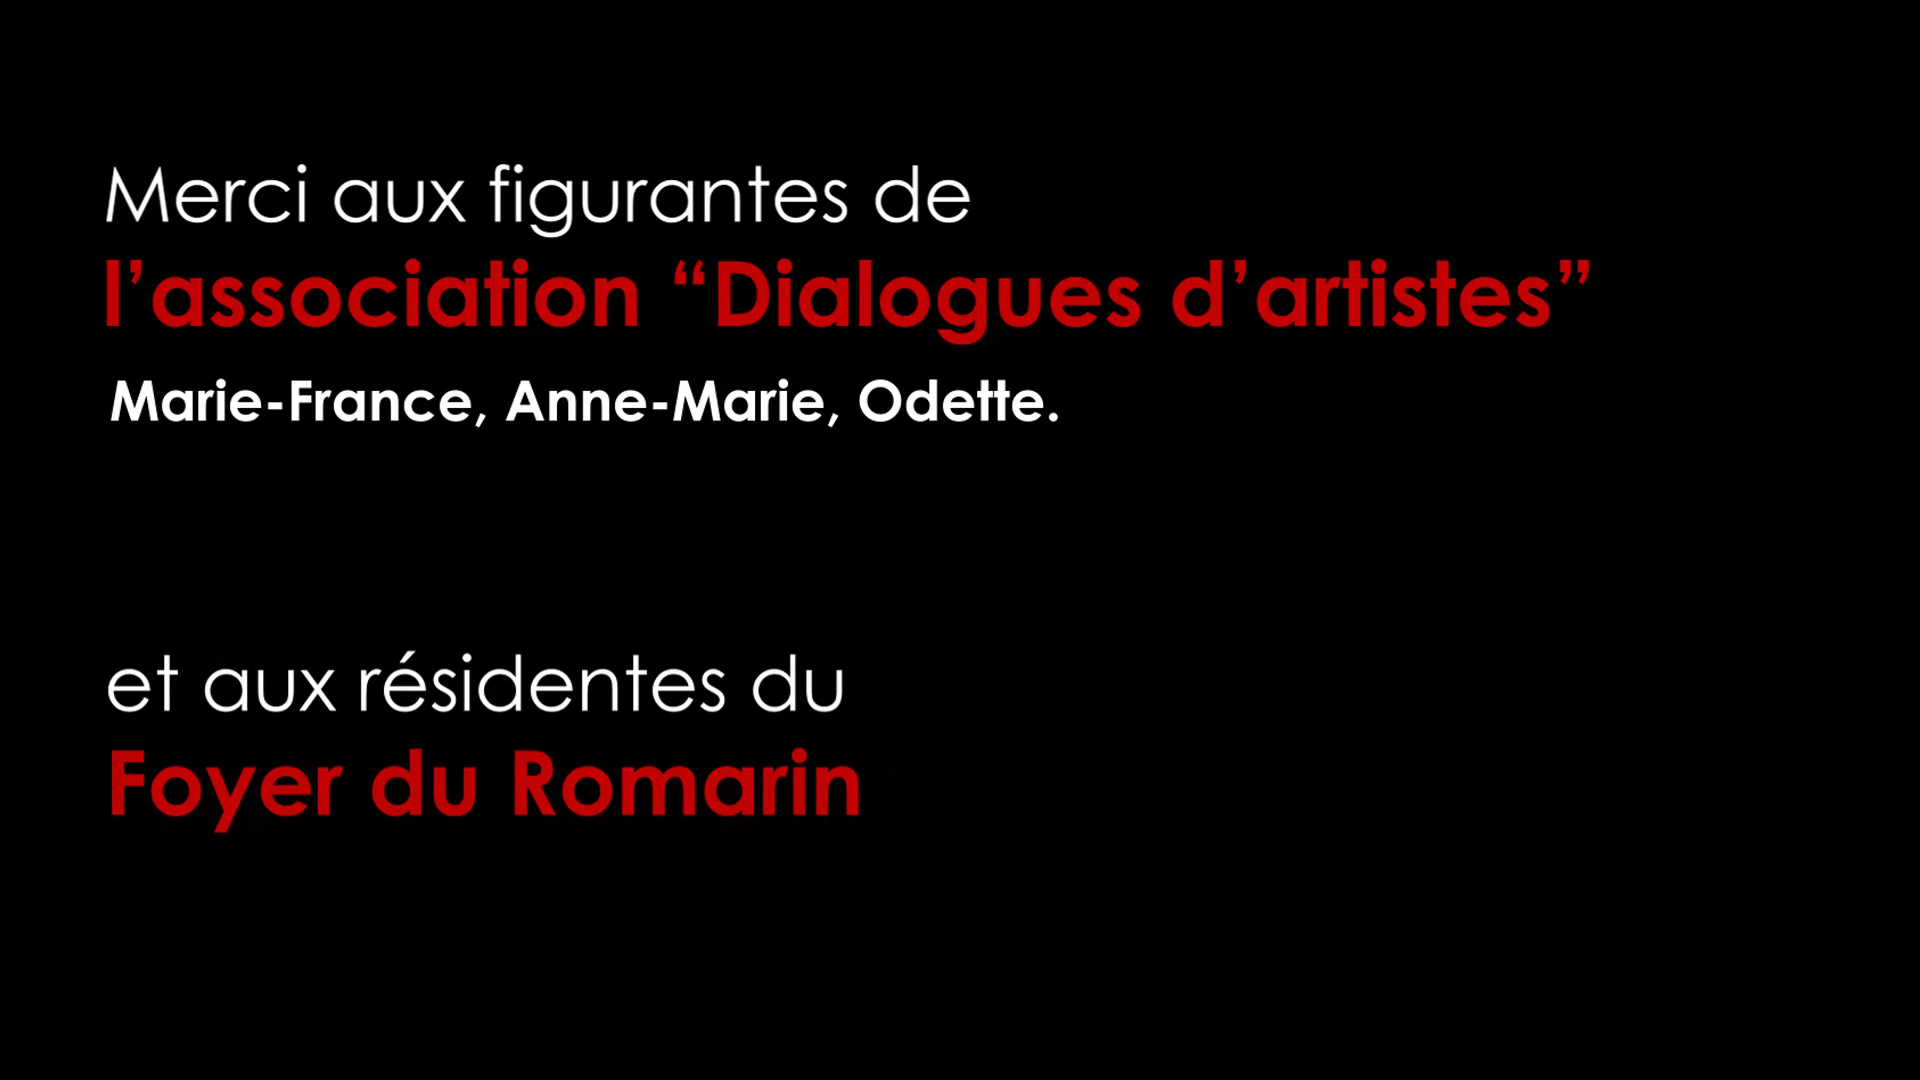 Merci aux figurantes de
l’association “Dialogues d’artistes”
Marie-France, Anne-Marie, Odette.
et aux résidentes du
Foyer du Romarin